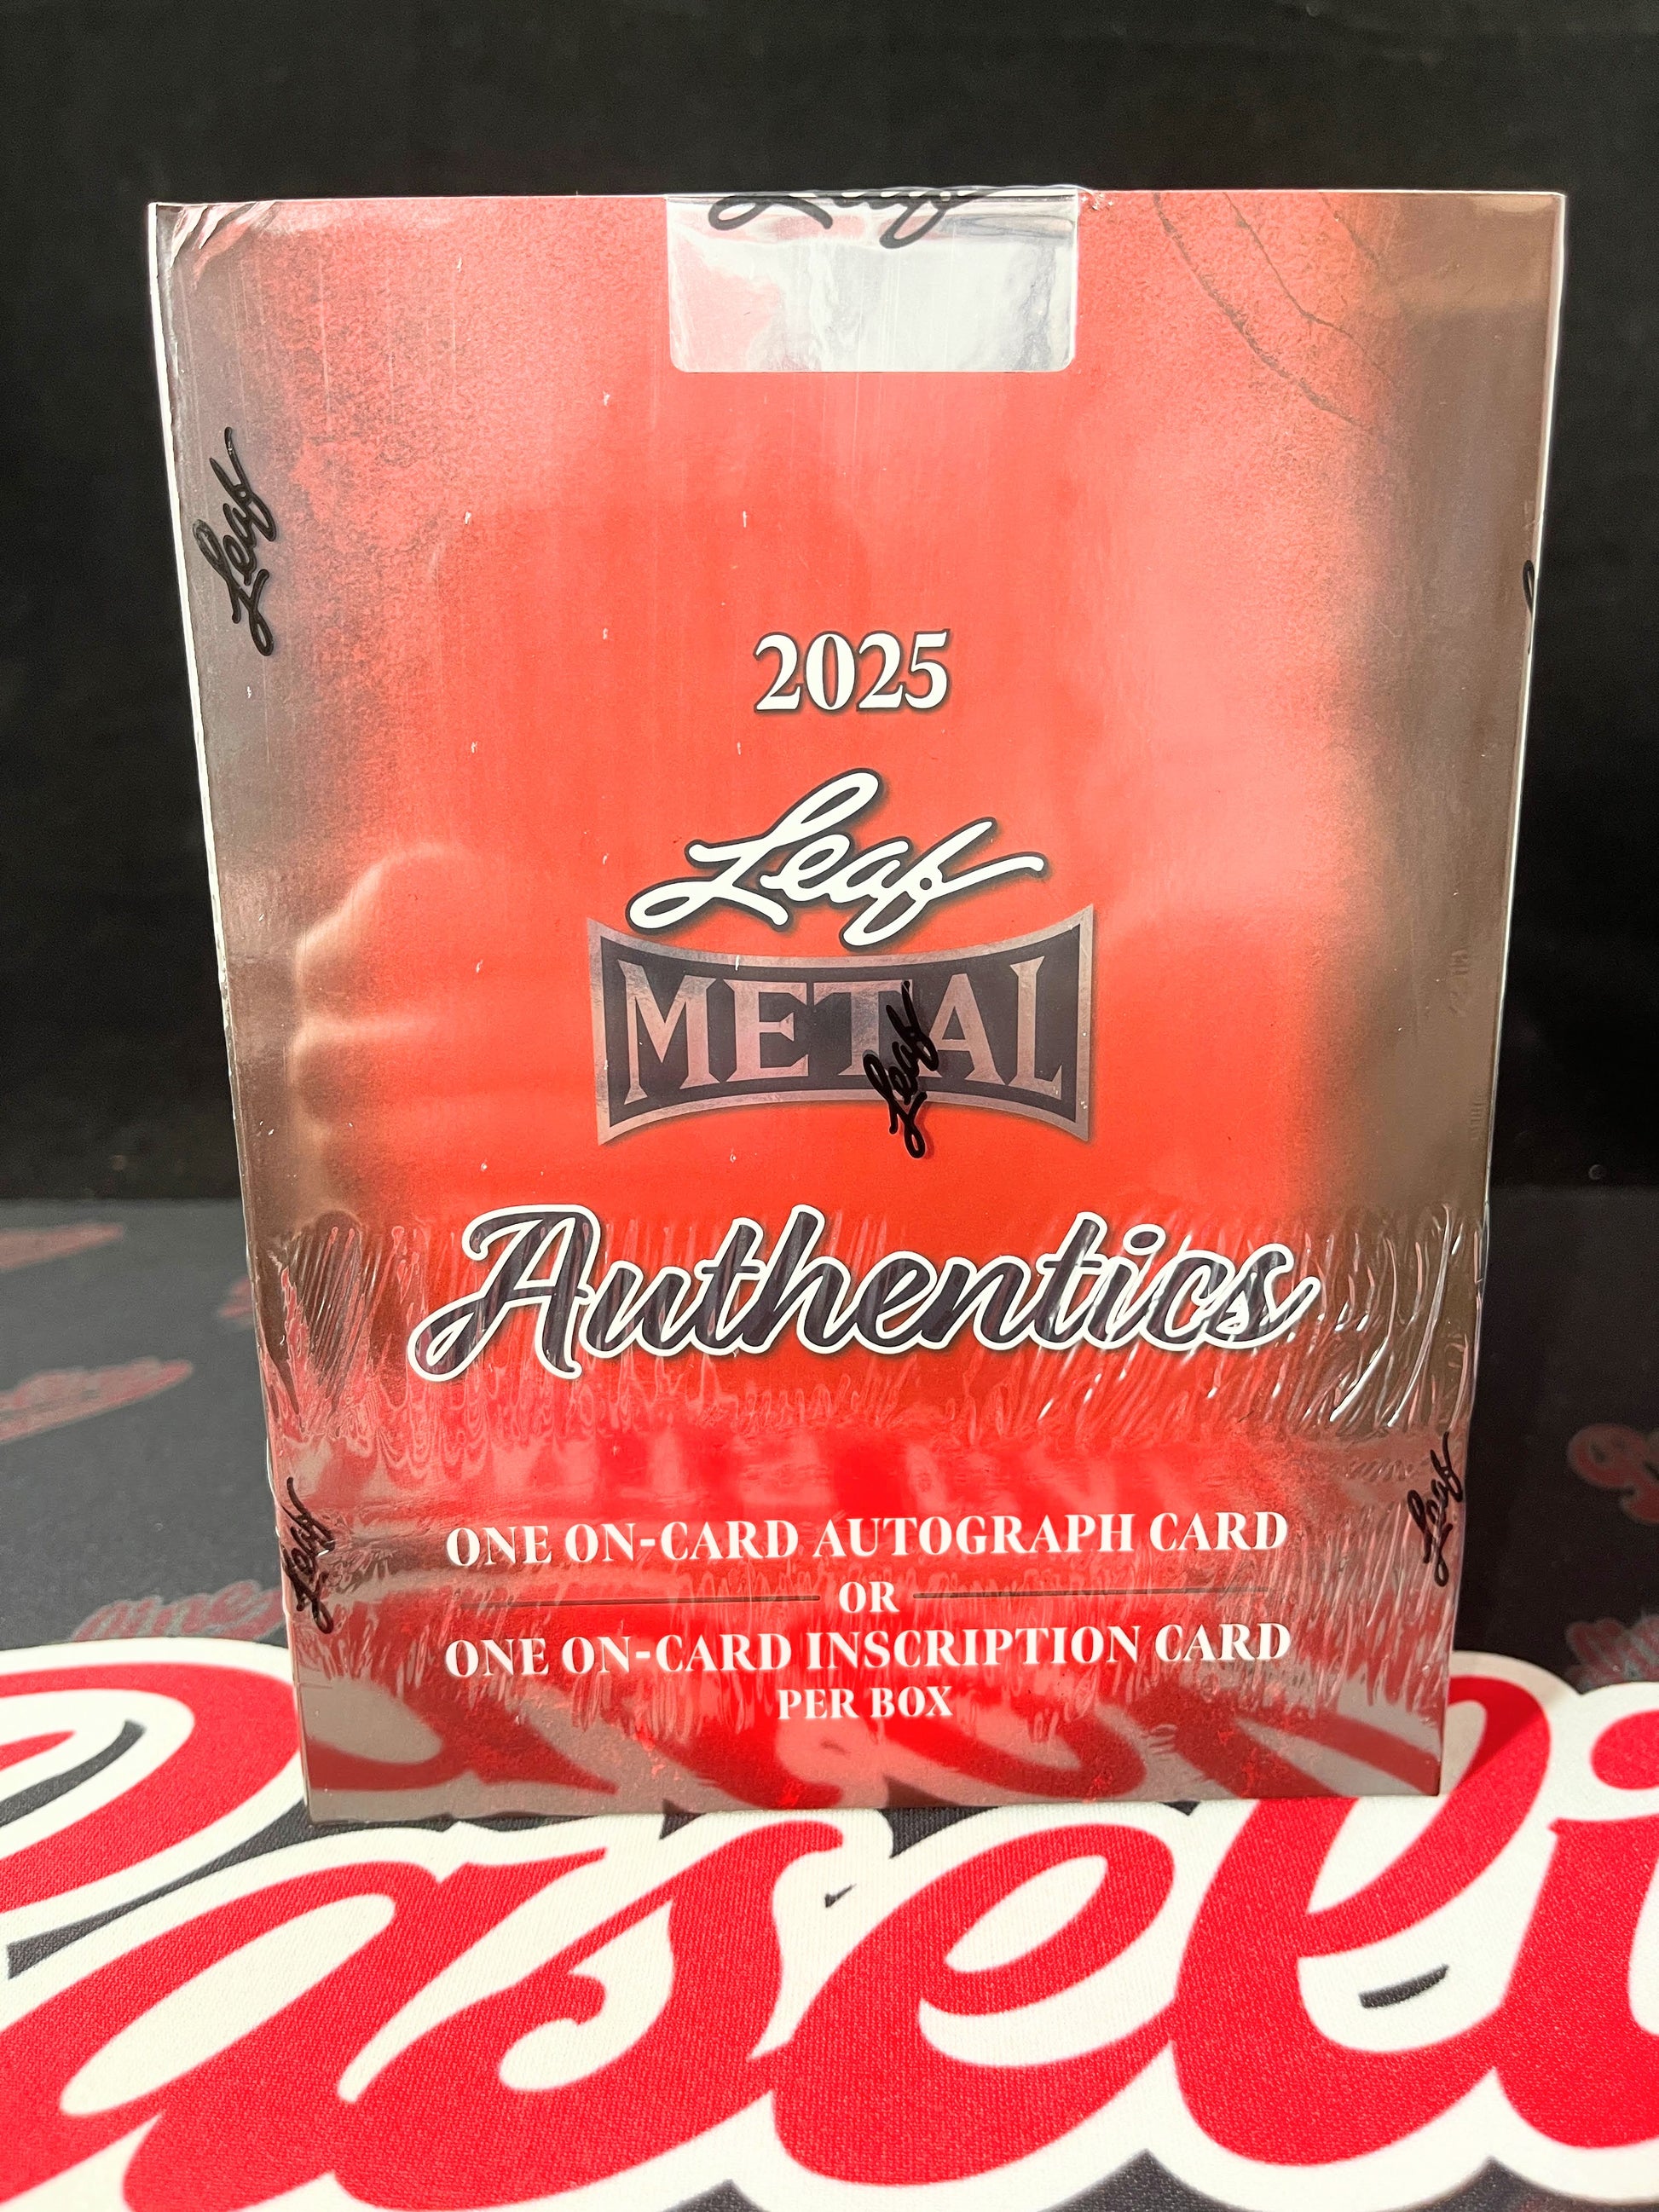 Leaf
Leaf
2025
Leaf
METAL
Leaf
Authentics
ONE ON-CARD AUTOGRAPH CARD
OR
ONE ON-CARD INSCRIPTION CARD
PER BOX
Leaf
Leaf
Baseli